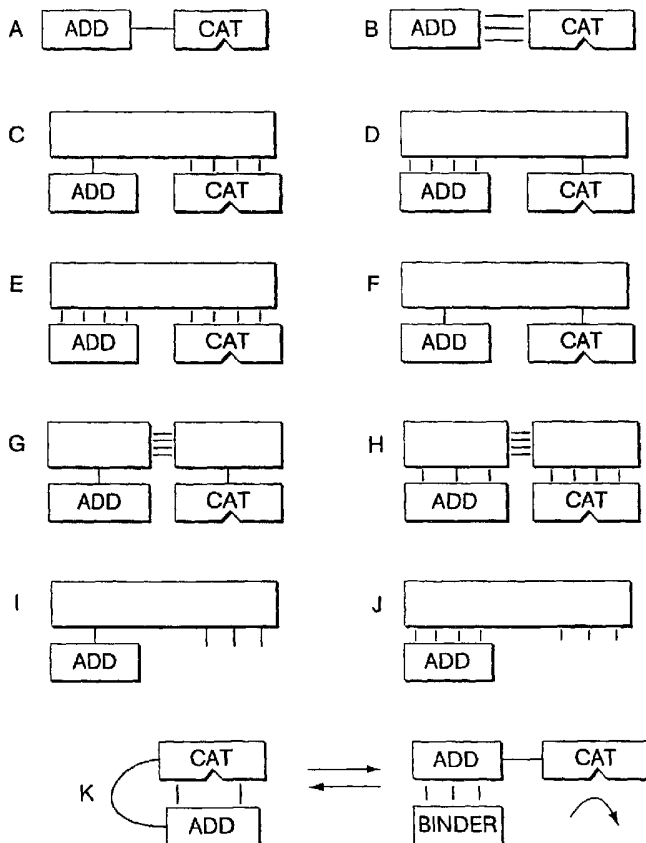 A ADD CAT B ADD CAT
C D
ADD CAT ADD CAT
E F
ADD CAT ADD CAT
G H
ADD CAT ADD CAT
I J
ADD ADD
CAT ADD CAT
K
ADD BINDER